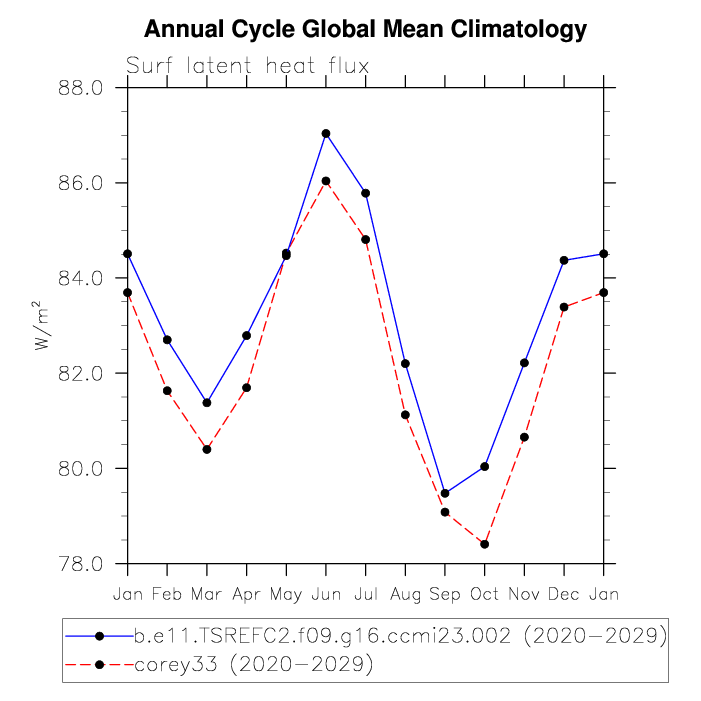 Annual Cycle Global Mean Climatology
Surf latent heat flux
88.0
86.0
84.0
82.0
80.0
78.0
W/m²
Jan Feb Mar Apr May Jun Jul Aug Sep Oct Nov Dec Jan
b.e11.TSREFC2.f09.g16.ccmi23.002 (2020-2029)
corey33 (2020-2029)